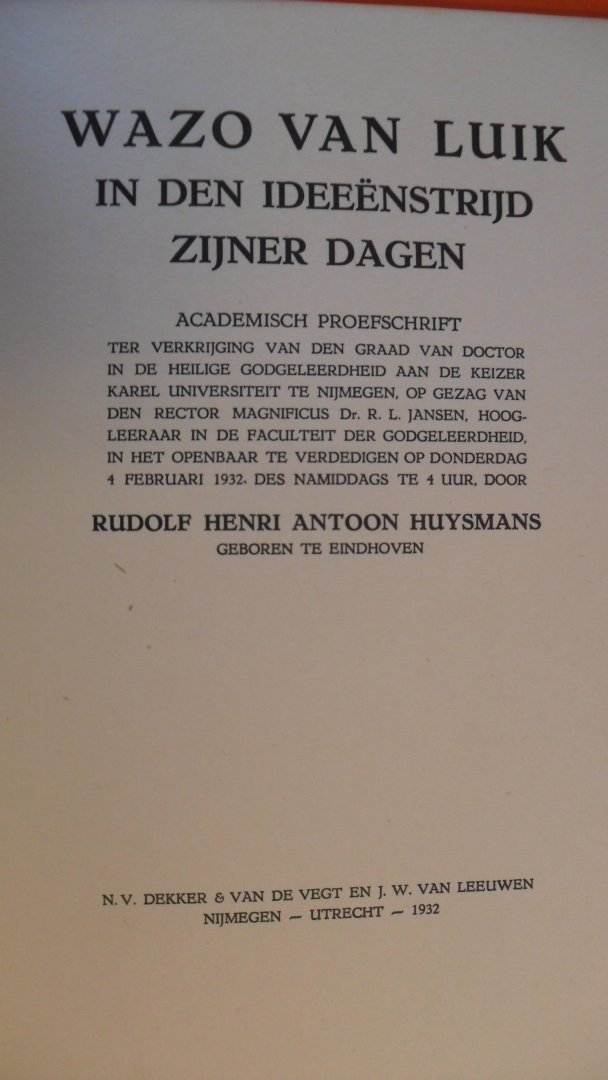 WAZO VAN LUIK
IN DEN IDEEËNSTRIJD
ZIJNER DAGEN
ACADEMISCH PROEFSCHRIFT
TER VERKRIJGING VAN DEN GRAAD VAN DOCTOR
IN DE HEILIGE GODGELEERDHEID AAN DE KEIZER
KAREL UNIVERSITEIT TE NIJMEGEN, OP GEZAG VAN
DEN RECTOR MAGNIFICUS Dr. R. L. JANSEN, HOOG-
LEERAAR IN DE FACULTEIT DER GODGELEERDHEID,
IN HET OPENBAAR TE VERDEDIGEN OP DONDERDAG
4 FEBRUARI 1932, DES NAMIDDAGS TE 4 UUR, DOOR
RUDOLF HENRI ANTOON HUYSMANS
GEBOREN TE EINDHOVEN
N.V. DEKKER & VAN DE VEGT EN J. W. VAN LEEUWEN
NIJMEGEN — UTRECHT — 1932